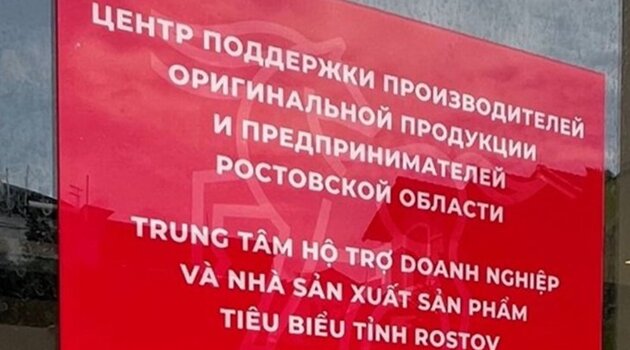 ЦЕНТР ПОДДЕРЖКИ ПРОИЗВОДИТЕЛЕЙ
ОРИГИНАЛЬНОЙ ПРОДУКЦИИ
И ПРЕДПРИНИМАТЕЛЕЙ
РОСТОВСКОЙ ОБЛАСТИ
TRUNG TÂM HỖ TRỢ DOANH NGHIỆP
VÀ NHÀ SẢN XUẤT SẢN PHẨM
TIÊU BIỂU TỈNH ROSTOV